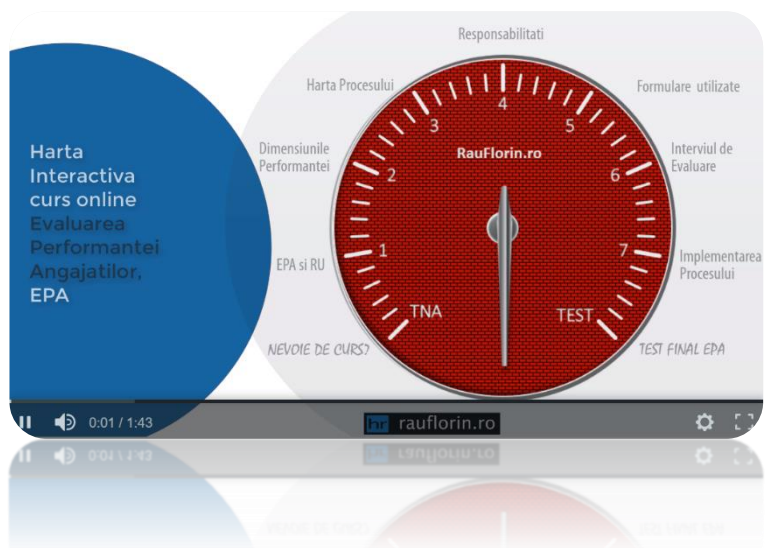 Harta
Interactiva
curs online
Evaluarea
Performantei
Angajatilor,
EPA
Responsabilitati
Harta Procesului
Formulare utilizate
Dimensiunile
Performantei
Interviul de
Evaluare
EPA si RU
Implementarea
Procesului
NEVOIE DE CURS?
TEST FINAL EPA
RauFlorin.ro
TNA
1
2
3
4
5
6
7
TEST
0:01 / 1:43
hr rauflorin.ro